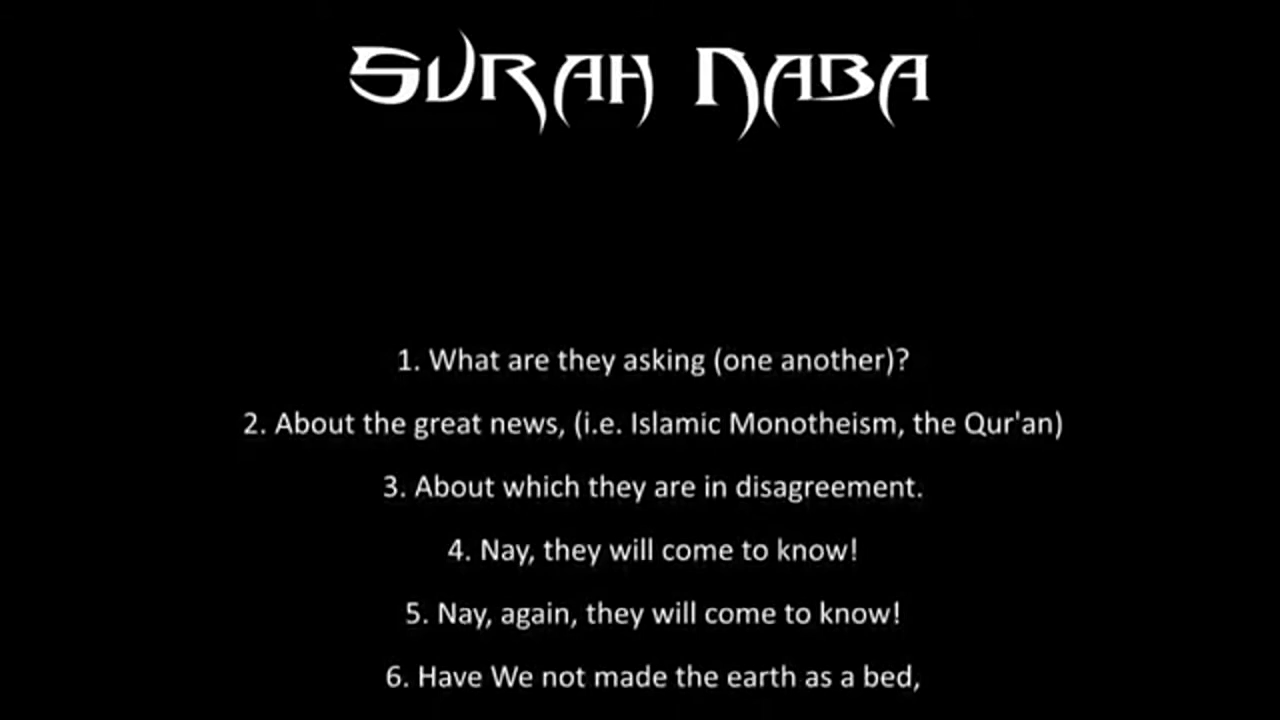 SURAH NABA
1. What are they asking (one another)?
2. About the great news, (i.e. Islamic Monotheism, the Qur'an)
3. About which they are in disagreement.
4. Nay, they will come to know!
5. Nay, again, they will come to know!
6. Have We not made the earth as a bed,